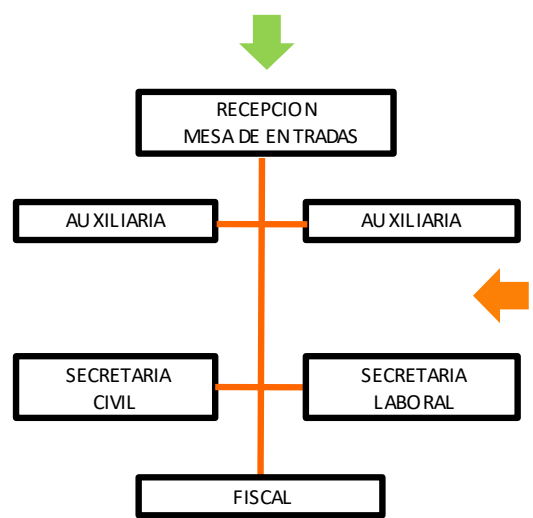 RECEPCION
MESA DE ENTRADAS
AUXILIARIA
AUXILIARIA
SECRETARIA
CIVIL
SECRETARIA
LABORAL
FISCAL